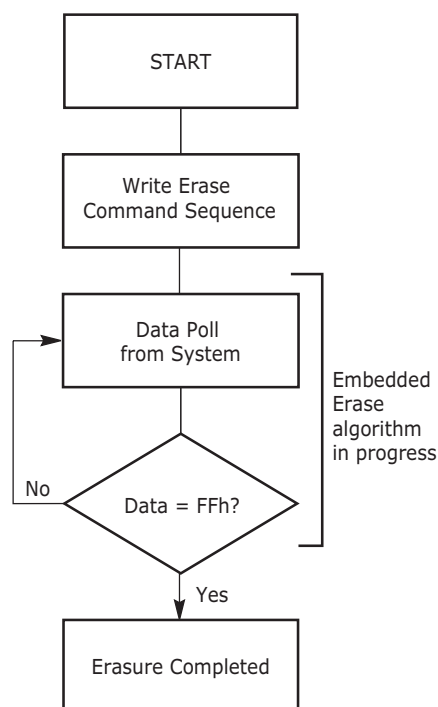 START
Write Erase
Command Sequence
Data Poll
from System
Embedded
Erase
algorithm
in progress
No
Data = FFh?
Yes
Erasure Completed